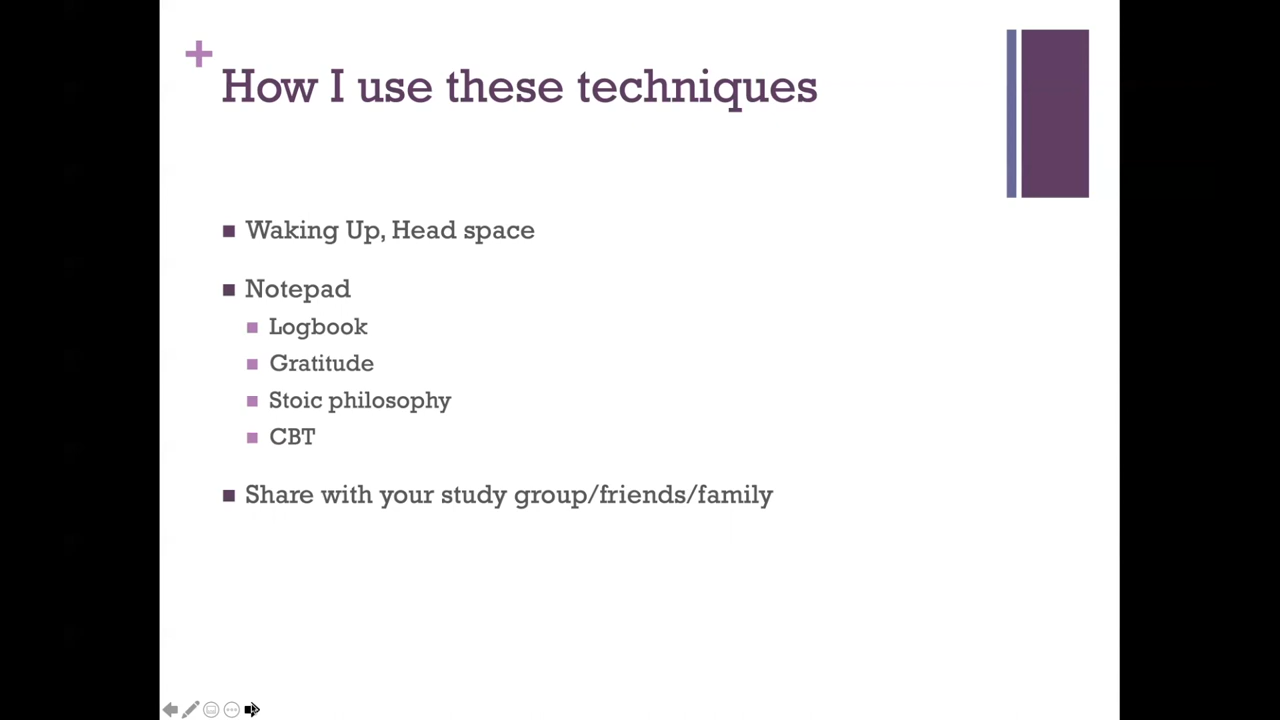 How I use these techniques
Waking Up, Head space
Notepad
Logbook
Gratitude
Stoic philosophy
CBT
Share with your study group/friends/family